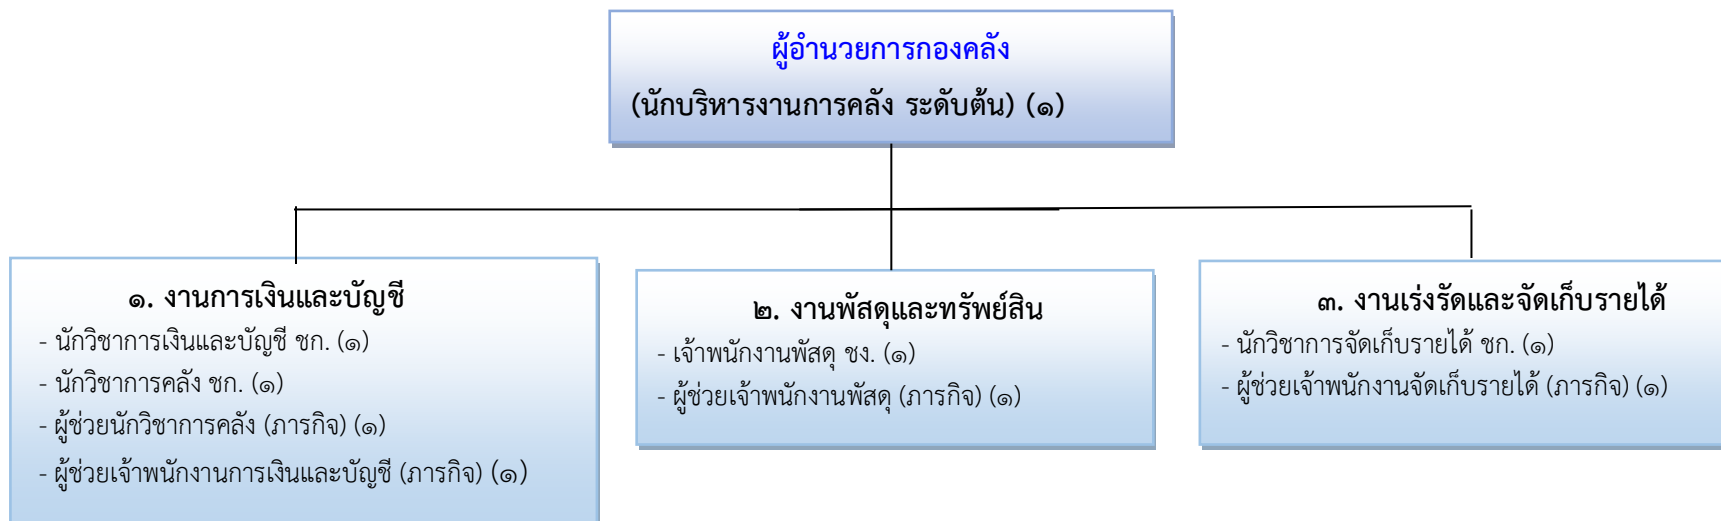 ผู้อำนวยการกองคลัง
(นักบริหารงานการคลัง ระดับต้น) (๑)
๑. งานการเงินและบัญชี
- นักวิชาการเงินและบัญชี ชก. (๑)
- นักวิชาการคลัง ชก. (๑)
- ผู้ช่วยนักวิชาการคลัง (ภารกิจ) (๑)
- ผู้ช่วยเจ้าพนักงานการเงินและบัญชี (ภารกิจ) (๑)
๒. งานพัสดุและทรัพย์สิน
- เจ้าพนักงานพัสดุ ชง. (๑)
- ผู้ช่วยเจ้าพนักงานพัสดุ (ภารกิจ) (๑)
๓. งานเร่งรัดและจัดเก็บรายได้
- นักวิชาการจัดเก็บรายได้ ชก. (๑)
- ผู้ช่วยเจ้าพนักงานจัดเก็บรายได้ (ภารกิจ) (๑)